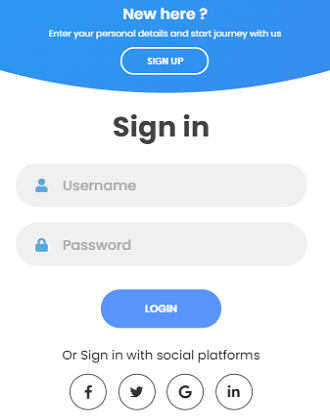 New here ?
Enter your personal details and start journey with us
SIGN UP
Sign in
Username
Password
LOGIN
Or Sign in with social platforms